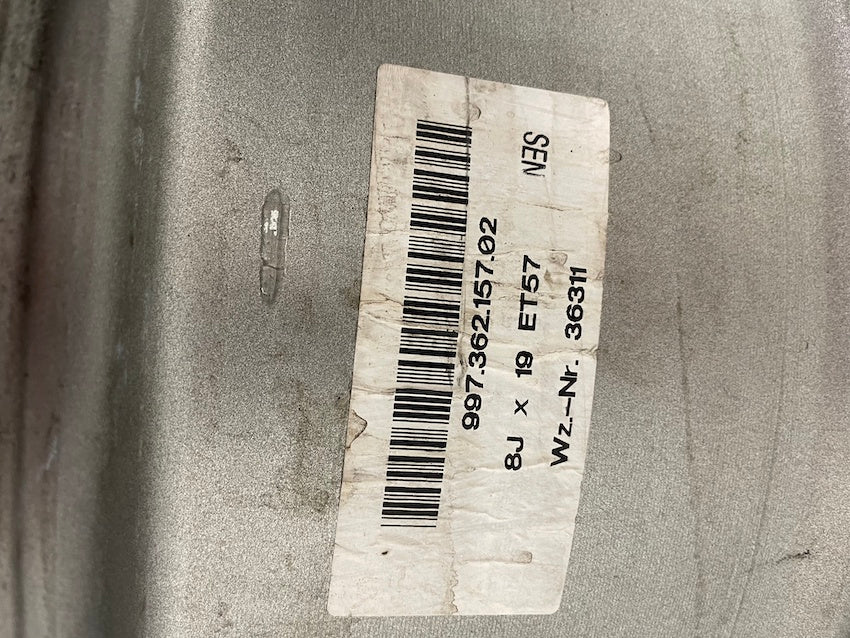 997.362.157.02
8J x 19 ET57
SEN
Wz.-Nr. 36311